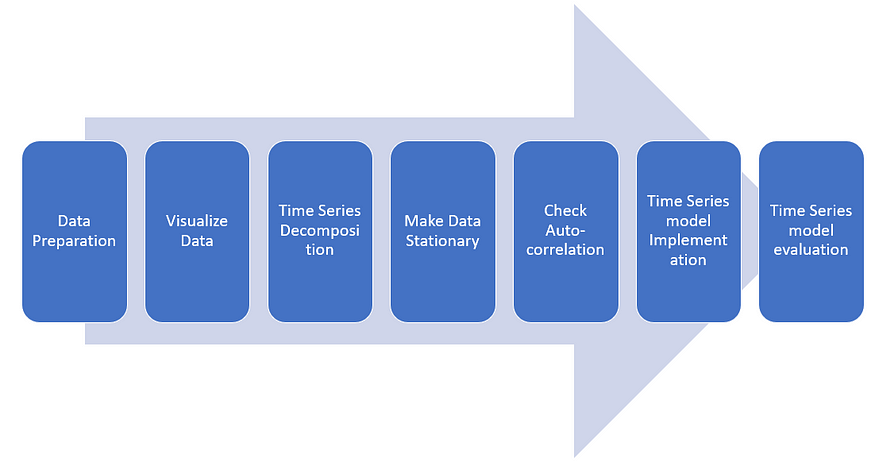 Data
Preparation
Visualize
Data
Time Series
Decomposi
tion
Make Data
Stationary
Check
Auto-
correlation
Time Series
model
Implement
ation
Time Series
model
evaluation